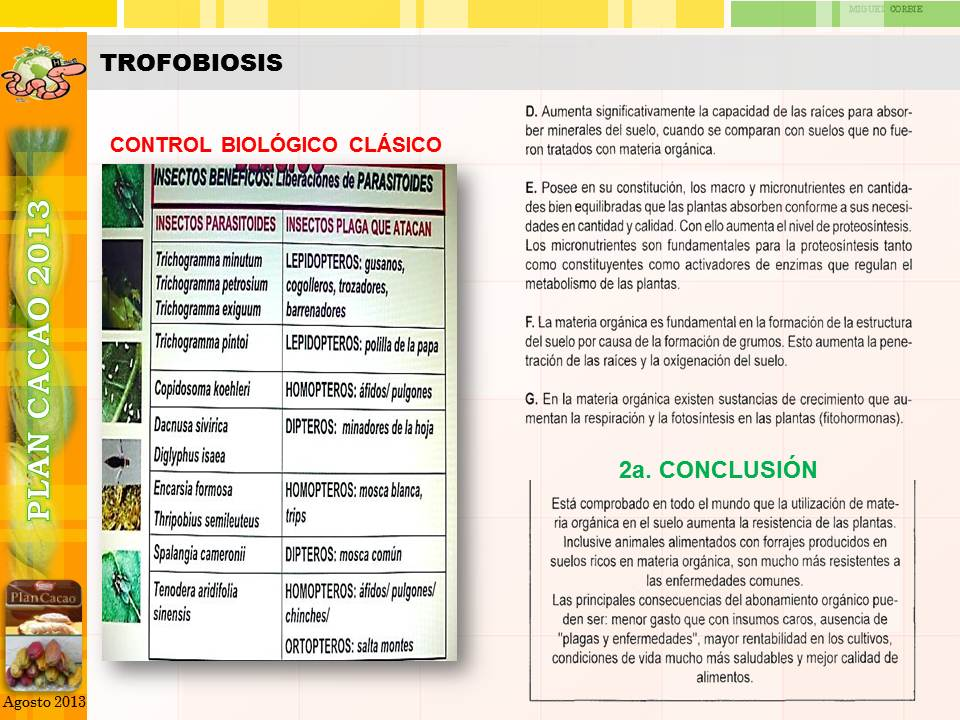 MIGUEL CORBIE
TROFOBIOSIS
CONTROL BIOLÓGICO CLÁSICO
INSECTOS BENEFICOS: Liberaciones de PARASITOIDES
INSECTOS PARASITOIDES INSECTOS PLAGA QUE ATACAN
Trichogramma minutum LEPIDOPTEROS: gusanos,
Trichogramma petrosium cogolleros, trozadores,
Trichogramma exiguum barrenadores
Trichogramma pintoi LEPIDOPTEROS: polilla de la papa
Copidosoma koehleri HOMOPTEROS: áfidos/ pulgones
Dacnusa sivirica DIPTEROS: minadores de la hoja
Diglyphus isaea
Encarsia formosa HOMOPTEROS: mosca blanca,
Thripobius semileuteus trips
Spalangia cameronii DIPTEROS: mosca común
Tenodera aridifolia HOMOPTEROS: áfidos/ pulgones/
sinensis chinches/
ORTOPTEROS: salta montes
D. Aumenta significativamente la capacidad de las raíces para absor-
ber minerales del suelo, cuando se comparan con suelos que no fue-
ron tratados con materia orgánica.
E. Posee en su constitución, los macro y micronutrientes en cantida-
des bien equilibradas que las plantas absorben conforme a sus necesi-
dades en cantidad y calidad. Con ello aumenta el nivel de proteosíntesis.
Los micronutrientes son fundamentales para la proteosíntesis tanto
como constituyentes como activadores de enzimas que regulan el
metabolismo de las plantas.
F. La materia orgánica es fundamental en la formación de la estructura
del suelo por causa de la formación de grumos. Esto aumenta la pene-
tración de las raíces y la oxigenación del suelo.
G. En la materia orgánica existen sustancias de crecimiento que au-
mentan la respiración y la fotosíntesis en las plantas (fitohormonas).
2a. CONCLUSIÓN
Está comprobado en todo el mundo que la utilización de mate-
ria orgánica en el suelo aumenta la resistencia de las plantas.
Inclusive animales alimentados con forrajes producidos en
suelos ricos en materia orgánica, son mucho más resistentes a
las enfermedades comunes.
Las principales consecuencias del abonamiento orgánico pue-
den ser: menor gasto que con insumos caros, ausencia de
"plagas y enfermedades", mayor rentabilidad en los cultivos,
condiciones de vida mucho más saludables y mejor calidad de
alimentos.
PLAN CACAO 2013
Plan Cacao
Agosto 2013